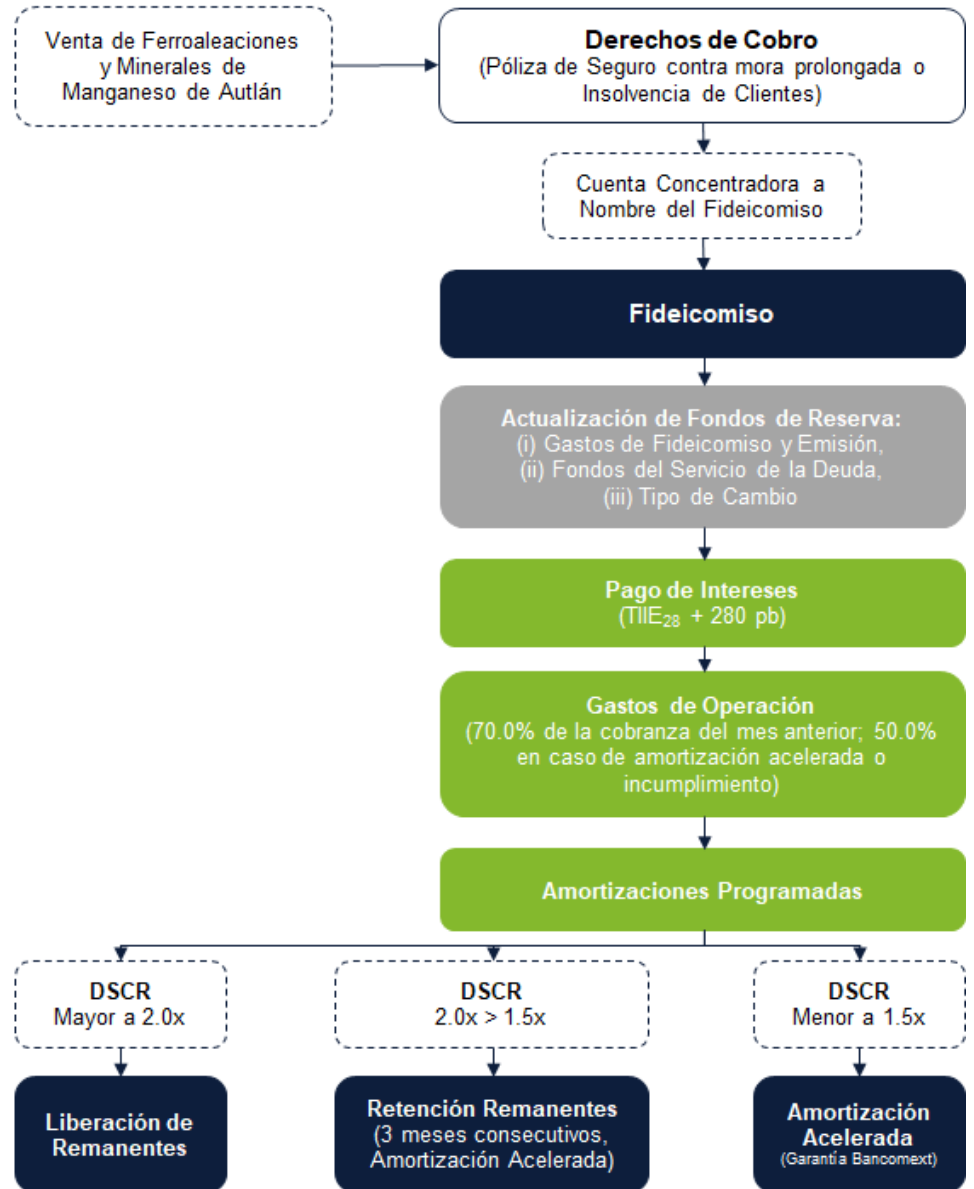 Venta de Ferroaleaciones
y Minerales de
Manganeso de Autlán
Derechos de Cobro
(Póliza de Seguro contra mora prolongada o
Insolvencia de Clientes)
Cuenta Concentradora a
Nombre del Fideicomiso
Fideicomiso
Actualización de Fondos de Reserva:
(i) Gastos de Fideicomiso y Emisión,
(ii) Fondos del Servicio de la Deuda,
(iii) Tipo de Cambio
Pago de Intereses
(TIIE₂₈ + 280 pb)
Gastos de Operación
(70.0% de la cobranza del mes anterior; 50.0%
en caso de amortización acelerada o
incumplimiento)
Amortizaciones Programadas
DSCR
Mayor a 2.0x
DSCR
2.0x > 1.5x
DSCR
Menor a 1.5x
Liberación de
Remanentes
Retención Remanentes
(3 meses consecutivos,
Amortización Acelerada)
Amortización
Acelerada
(Garantía Bancomext)